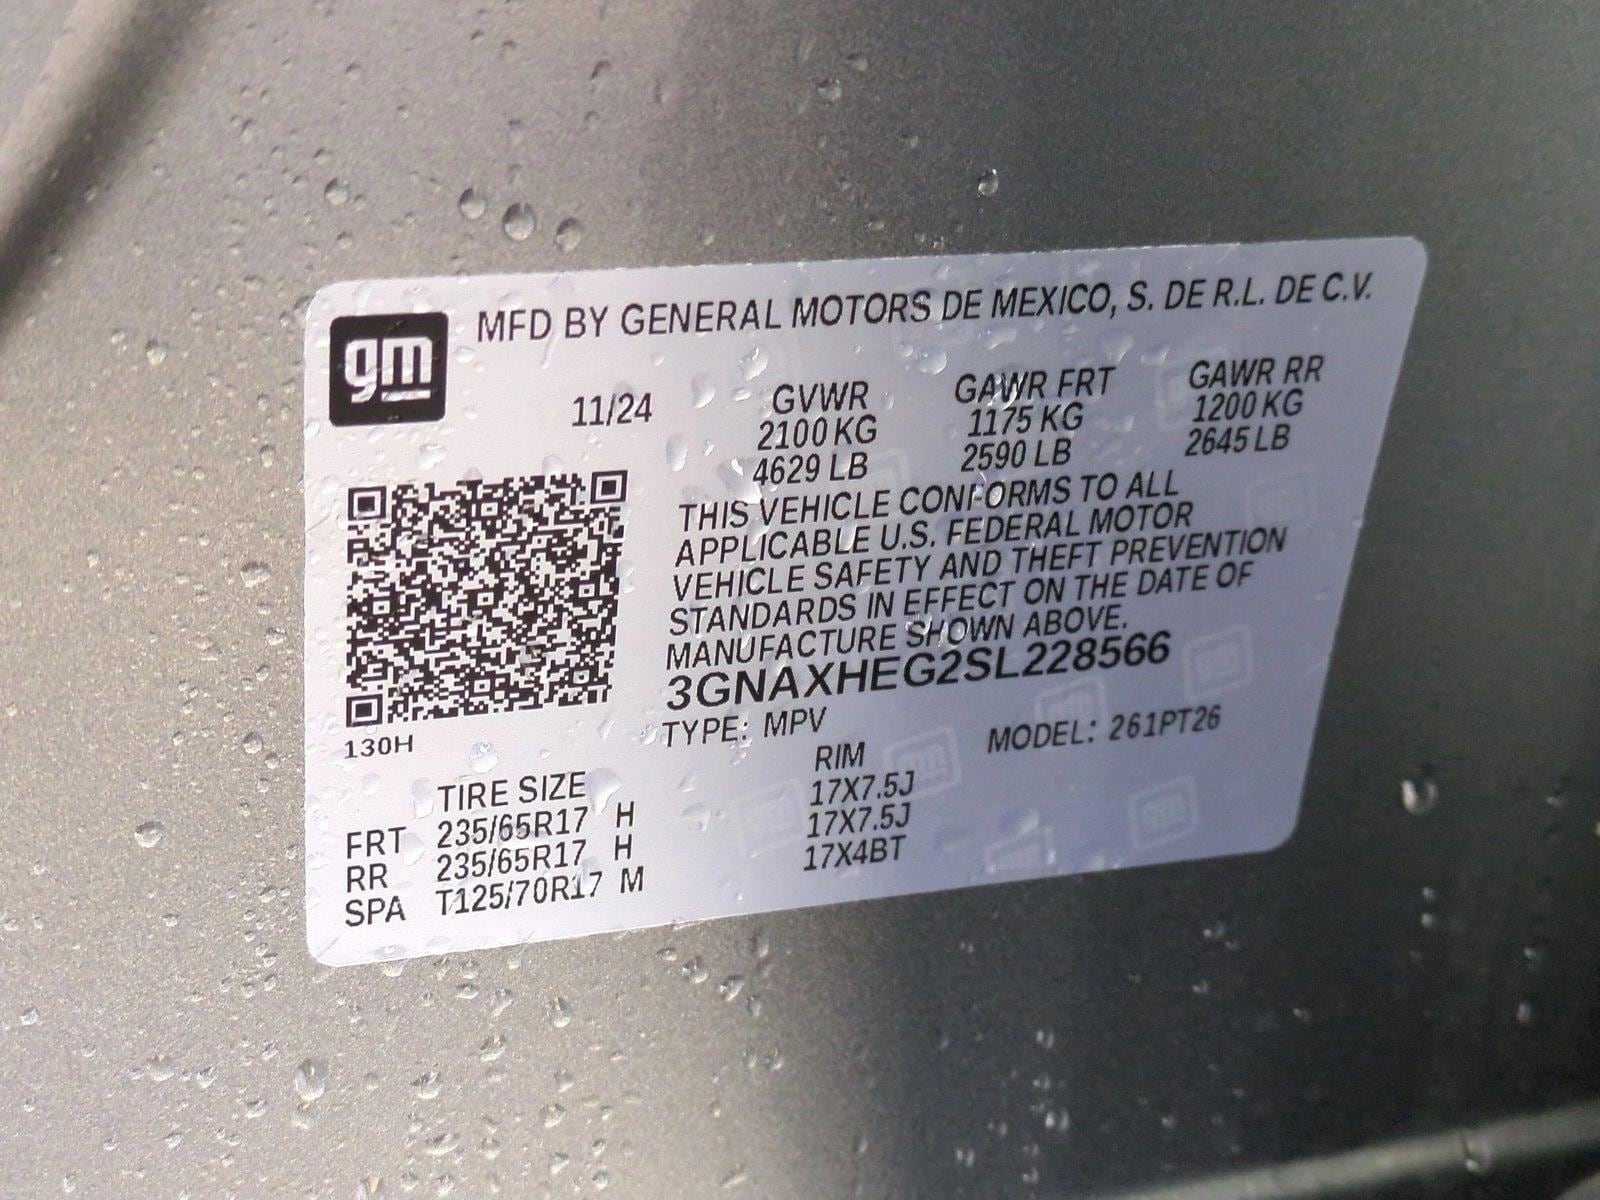 gm
MFD BY GENERAL MOTORS DE MEXICO, S. DE R.L. DE C.V.
11/24 GVWR GAWR FRT GAWR RR
2100 KG 1175 KG 1200 KG
4629 LB 2590 LB 2645 LB
THIS VEHICLE CONFORMS TO ALL
APPLICABLE U.S. FEDERAL MOTOR
VEHICLE SAFETY AND THEFT PREVENTION
STANDARDS IN EFFECT ON THE DATE OF
MANUFACTURE SHOWN ABOVE.
3GNAXHEG2SL228566
TYPE: MPV MODEL: 261PT26
130H
TIRE SIZE RIM
FRT 235/65R17 H 17X7.5J
RR 235/65R17 H 17X7.5J
SPA T125/70R17 M 17X4BT